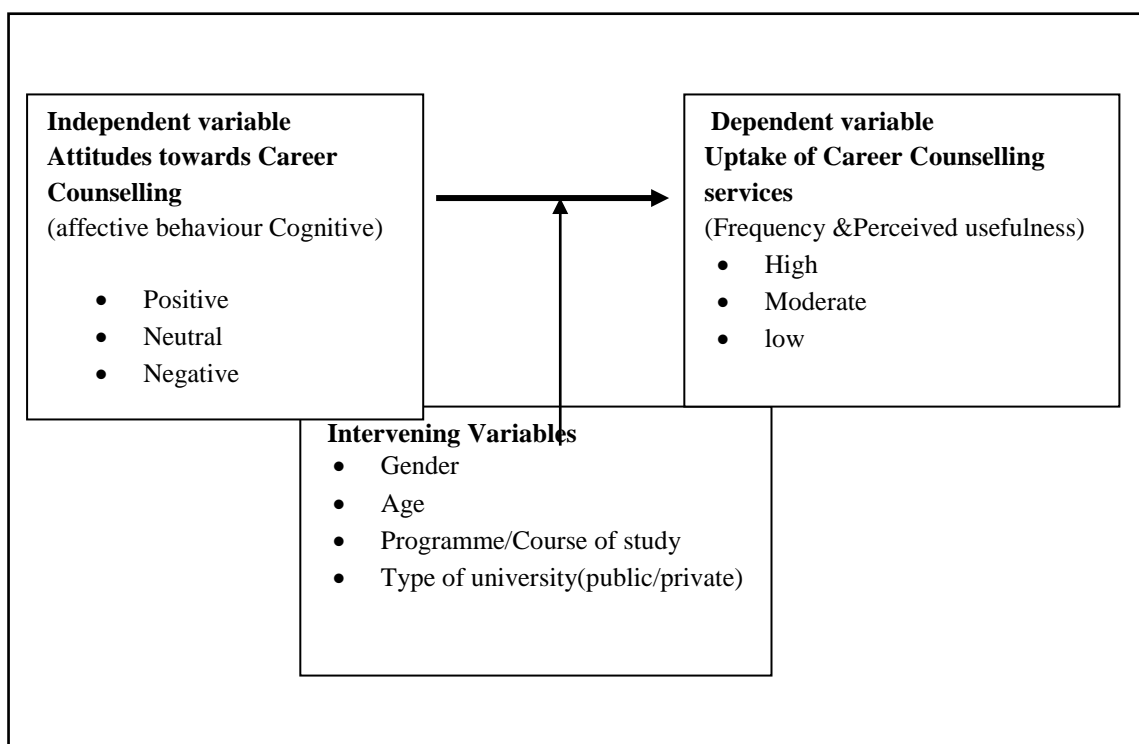 Independent variable
Attitudes towards Career
Counselling
(affective behaviour Cognitive)
• Positive
• Neutral
• Negative
Dependent variable
Uptake of Career Counselling
services
(Frequency &Perceived usefulness)
• High
• Moderate
• low
Intervening Variables
• Gender
• Age
• Programme/Course of study
• Type of university(public/private)